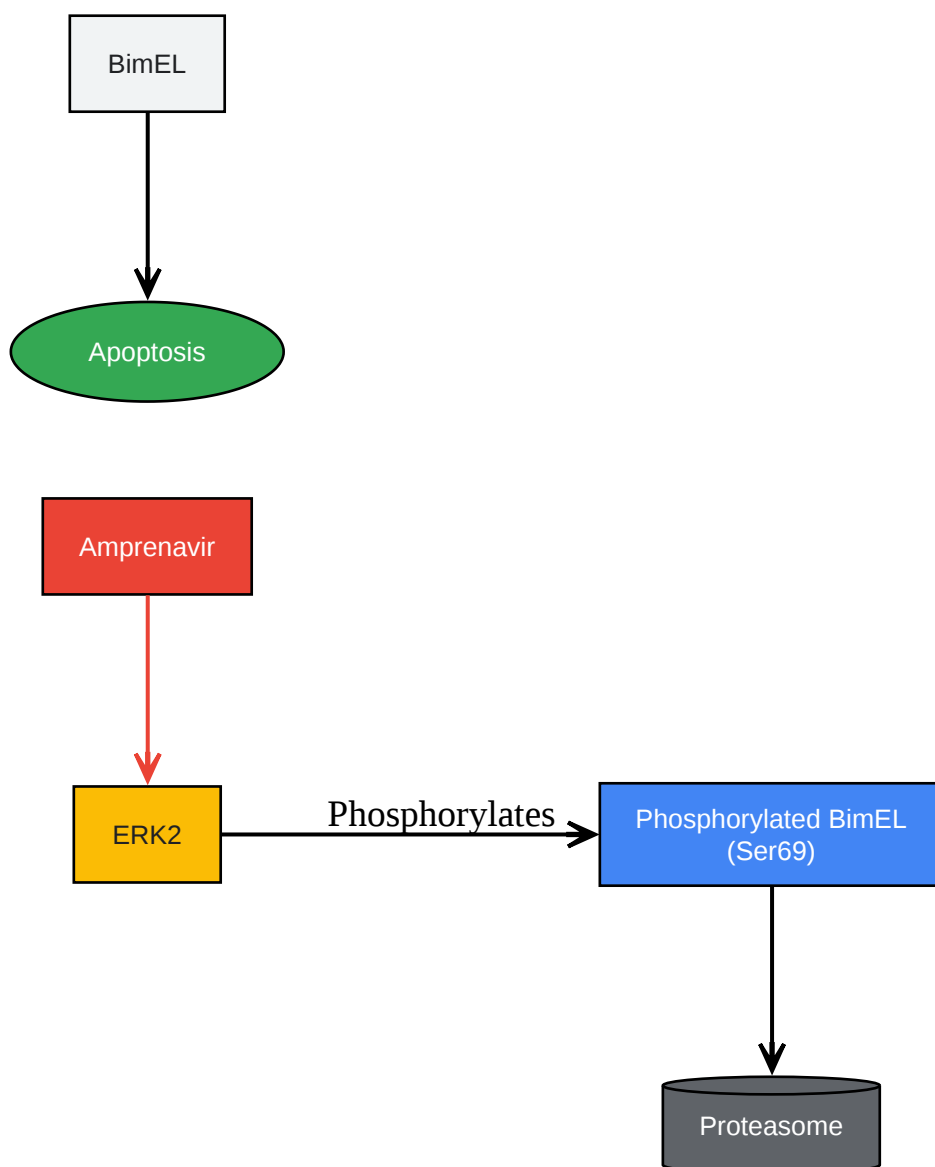 BimEL
Apoptosis
Amprenavir
ERK2
Phosphorylates
Phosphorylated BimEL
(Ser69)
Proteasome